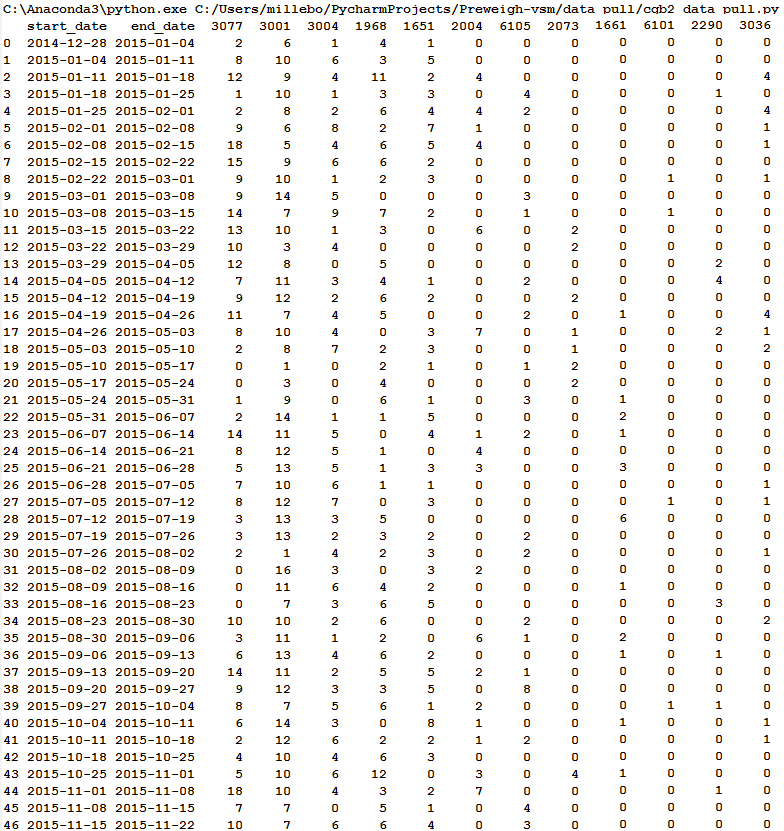 C:\Anaconda3\python.exe C:/Users/millebo/PycharmProjects/Preweigh-vsm/data_pull/cgb2_data_pull.py
start_date end_date 3077 3001 3004 1968 1651 2004 6105 2073 1661 6101 2290 3036
0 2014-12-28 2015-01-04 2 6 1 4 1 0 0 0 0 0 0 0
1 2015-01-04 2015-01-11 8 10 6 3 5 0 0 0 0 0 0 0
2 2015-01-11 2015-01-18 12 9 4 11 2 4 0 0 0 0 0 4
3 2015-01-18 2015-01-25 1 10 1 3 3 0 4 0 0 0 1 0
4 2015-01-25 2015-02-01 2 8 2 6 4 4 2 0 0 0 0 4
5 2015-02-01 2015-02-08 9 6 8 2 7 1 0 0 0 0 0 1
6 2015-02-08 2015-02-15 18 5 4 6 5 4 0 0 0 0 0 1
7 2015-02-15 2015-02-22 15 9 6 6 2 0 0 0 0 0 0 0
8 2015-02-22 2015-03-01 9 10 1 2 3 0 0 0 0 1 0 1
9 2015-03-01 2015-03-08 9 14 5 0 0 0 3 0 0 0 0 0
10 2015-03-08 2015-03-15 14 7 9 7 2 0 1 0 0 1 0 0
11 2015-03-15 2015-03-22 13 10 1 3 0 6 0 2 0 0 0 0
12 2015-03-22 2015-03-29 10 3 4 0 0 0 0 2 0 0 0 0
13 2015-03-29 2015-04-05 12 8 0 5 0 0 0 0 0 0 2 0
14 2015-04-05 2015-04-12 7 11 3 4 1 0 2 0 0 0 4 0
15 2015-04-12 2015-04-19 9 12 2 6 2 0 0 2 0 0 0 0
16 2015-04-19 2015-04-26 11 7 4 5 0 0 2 0 1 0 0 4
17 2015-04-26 2015-05-03 8 10 4 0 3 7 0 1 0 0 2 1
18 2015-05-03 2015-05-10 2 8 7 2 3 0 0 1 0 0 0 2
19 2015-05-10 2015-05-17 0 1 0 2 1 0 1 2 0 0 0 0
20 2015-05-17 2015-05-24 0 3 0 4 0 0 0 2 0 0 0 0
21 2015-05-24 2015-05-31 1 9 0 6 1 0 3 0 1 0 0 0
22 2015-05-31 2015-06-07 2 14 1 1 5 0 0 0 2 0 0 0
23 2015-06-07 2015-06-14 14 11 5 0 4 1 2 0 1 0 0 0
24 2015-06-14 2015-06-21 8 12 5 1 0 4 0 0 0 0 0 0
25 2015-06-21 2015-06-28 5 13 5 1 3 3 0 0 3 0 0 0
26 2015-06-28 2015-07-05 7 10 6 1 1 0 0 0 0 0 0 1
27 2015-07-05 2015-07-12 8 12 7 0 3 0 0 0 0 1 0 1
28 2015-07-12 2015-07-19 3 13 3 5 0 0 0 0 6 0 0 0
29 2015-07-19 2015-07-26 3 13 2 3 2 0 2 0 0 0 0 0
30 2015-07-26 2015-08-02 2 1 4 2 3 0 2 0 0 0 0 1
31 2015-08-02 2015-08-09 0 16 3 0 3 2 0 0 0 0 0 0
32 2015-08-09 2015-08-16 0 11 6 4 2 0 0 0 1 0 0 0
33 2015-08-16 2015-08-23 0 7 3 6 5 0 0 0 0 0 3 0
34 2015-08-23 2015-08-30 10 10 2 6 0 0 2 0 0 0 0 2
35 2015-08-30 2015-09-06 3 11 1 2 0 6 1 0 2 0 0 0
36 2015-09-06 2015-09-13 6 13 4 6 2 0 0 0 1 0 1 0
37 2015-09-13 2015-09-20 14 11 2 5 5 2 1 0 0 0 0 0
38 2015-09-20 2015-09-27 9 12 3 3 5 0 8 0 0 0 0 0
39 2015-09-27 2015-10-04 8 7 5 6 1 2 0 0 0 1 1 0
40 2015-10-04 2015-10-11 6 14 3 0 8 1 0 0 1 0 0 1
41 2015-10-11 2015-10-18 2 12 6 2 2 1 2 0 0 0 0 1
42 2015-10-18 2015-10-25 4 10 4 6 3 0 0 0 0 0 0 0
43 2015-10-25 2015-11-01 5 10 6 12 0 3 0 4 1 0 0 0
44 2015-11-01 2015-11-08 18 10 4 3 2 7 0 0 0 0 1 0
45 2015-11-08 2015-11-15 7 7 0 5 1 0 4 0 0 0 0 0
46 2015-11-15 2015-11-22 10 7 6 6 4 0 3 0 0 0 0 0